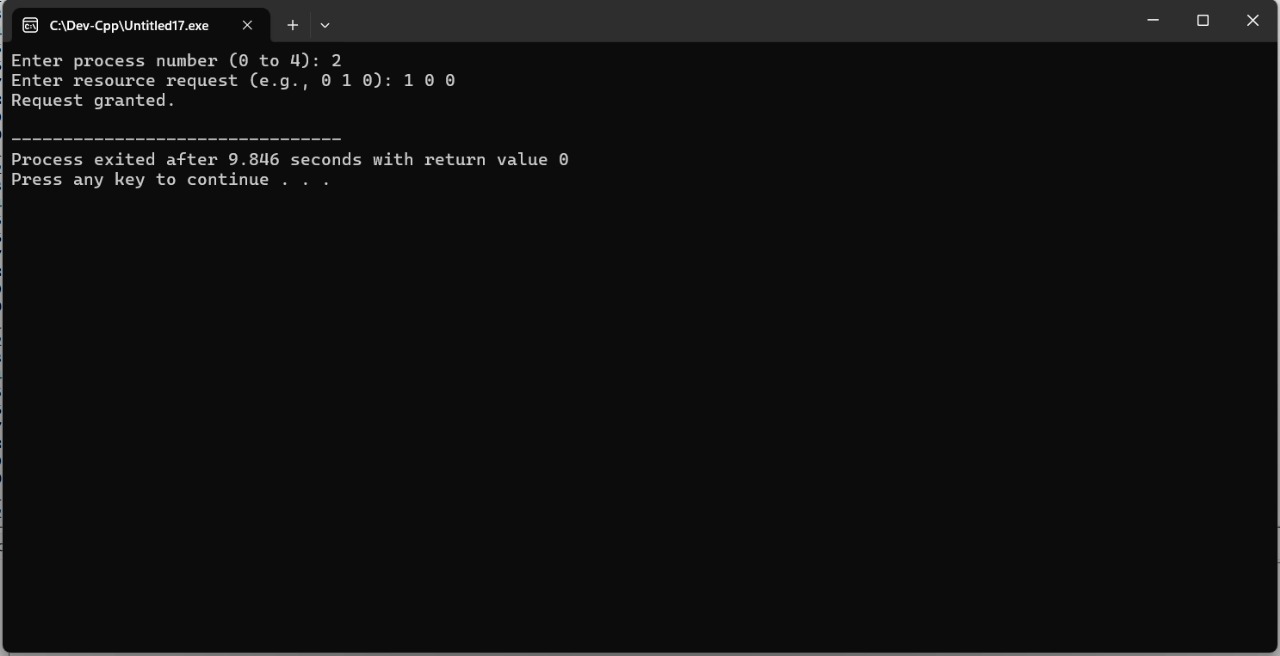 C:\Dev-Cpp\Untitled17.exe
Enter process number (0 to 4): 2
Enter resource request (e.g., 0 1 0): 1 0 0
Request granted.
--------------------------------
Process exited after 9.846 seconds with return value 0
Press any key to continue . . .